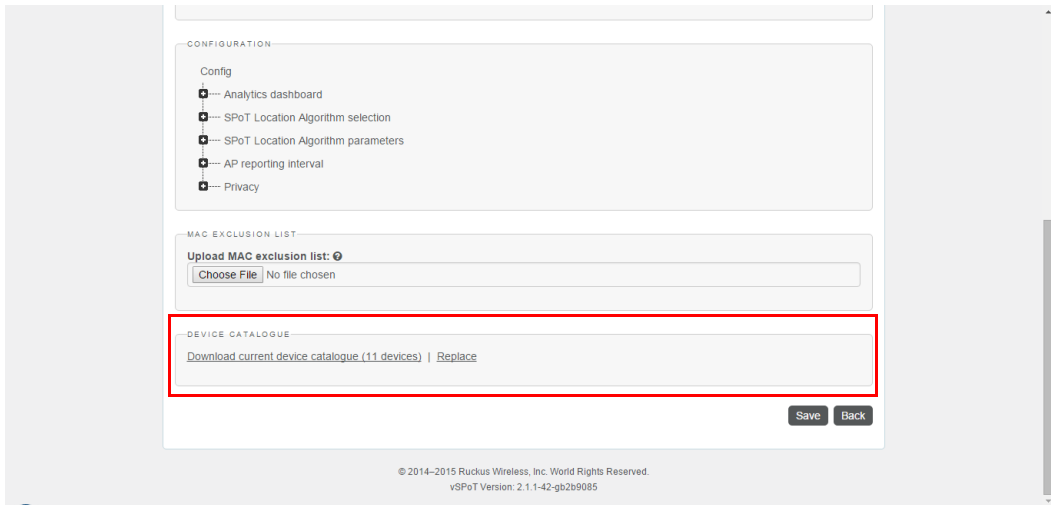 CONFIGURATION
Config
Analytics dashboard
SPoT Location Algorithm selection
SPoT Location Algorithm parameters
AP reporting interval
Privacy
MAC EXCLUSION LIST
Upload MAC exclusion list:
Choose File No file chosen
DEVICE CATALOGUE
Download current device catalogue (11 devices) | Replace
Save Back
© 2014–2015 Ruckus Wireless, Inc. World Rights Reserved.
vSPoT Version: 2.1.1-42-gb2b9085